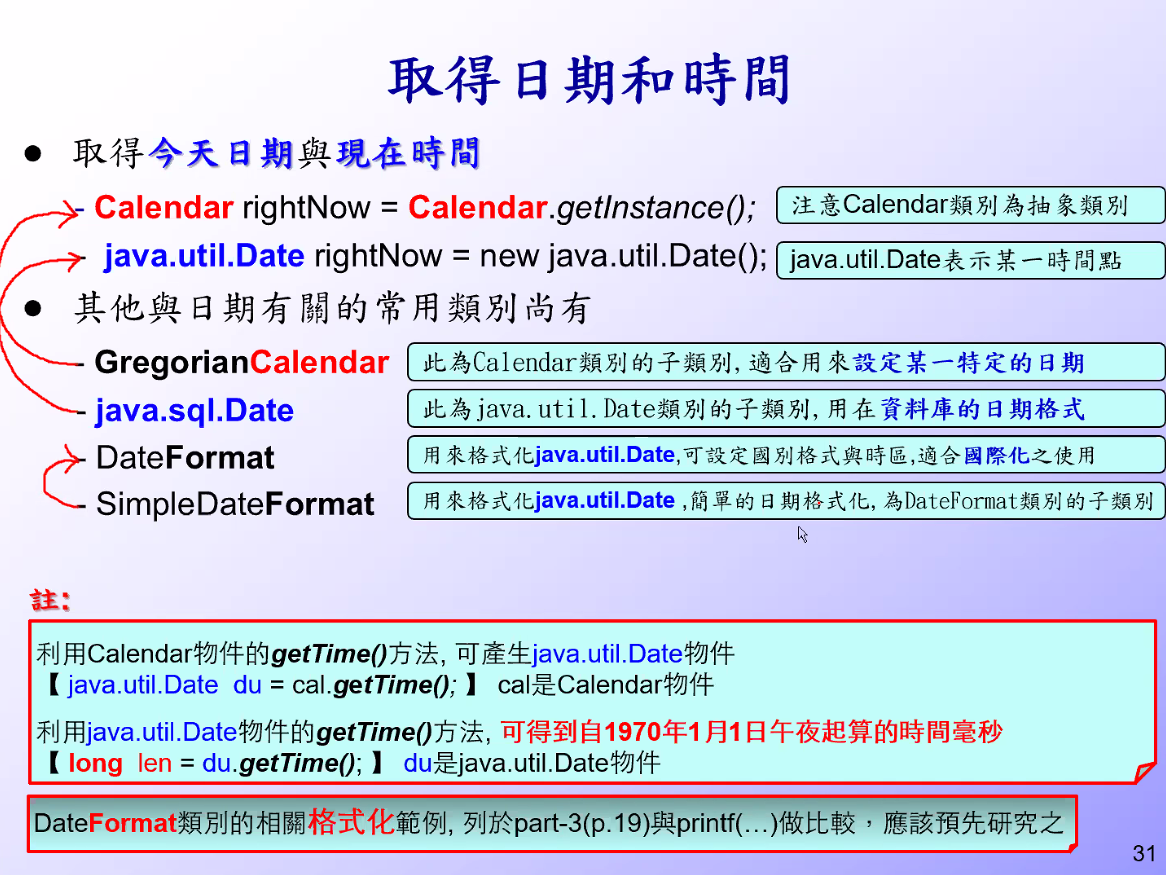 取得日期和時間
● 取得今天日期與現在時間
- Calendar rightNow = Calendar.getInstance(); 注意Calendar類別為抽象類別
- java.util.Date rightNow = new java.util.Date(); java.util.Date表示某一時間點
● 其他與日期有關的常用類別尚有
- GregorianCalendar 此為Calendar類別的子類別, 適合用來設定某一特定的日期
- java.sql.Date 此為java.util.Date類別的子類別, 用在資料庫的日期格式
- DateFormat 用來格式化java.util.Date,可設定國別格式與時區,適合國際化之使用
- SimpleDateFormat 用來格式化java.util.Date ,簡單的日期格式化, 為DateFormat類別的子類別
註:
利用Calendar物件的getTime()方法, 可產生java.util.Date物件
【 java.util.Date du = cal.getTime(); 】 cal是Calendar物件
利用java.util.Date物件的getTime()方法, 可得到自1970年1月1日午夜起算的時間毫秒
【 long len = du.getTime(); 】 du是java.util.Date物件
DateFormat類別的相關格式化範例, 列於part-3(p.19)與printf(…)做比較，應該預先研究之
31